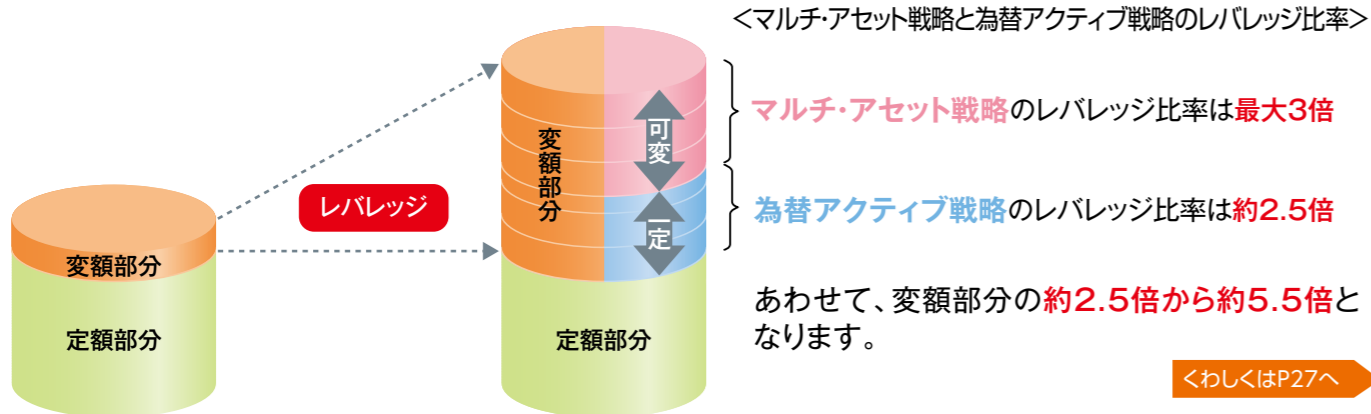 <マルチ・アセット戦略と為替アクティブ戦略のレバレッジ比率>
変額部分
定額部分
レバレッジ
変額部分
可変
一定
定額部分
マルチ・アセット戦略のレバレッジ比率は最大3倍
為替アクティブ戦略のレバレッジ比率は約2.5倍
あわせて、変額部分の約2.5倍から約5.5倍と
なります。
くわしくはP27へ